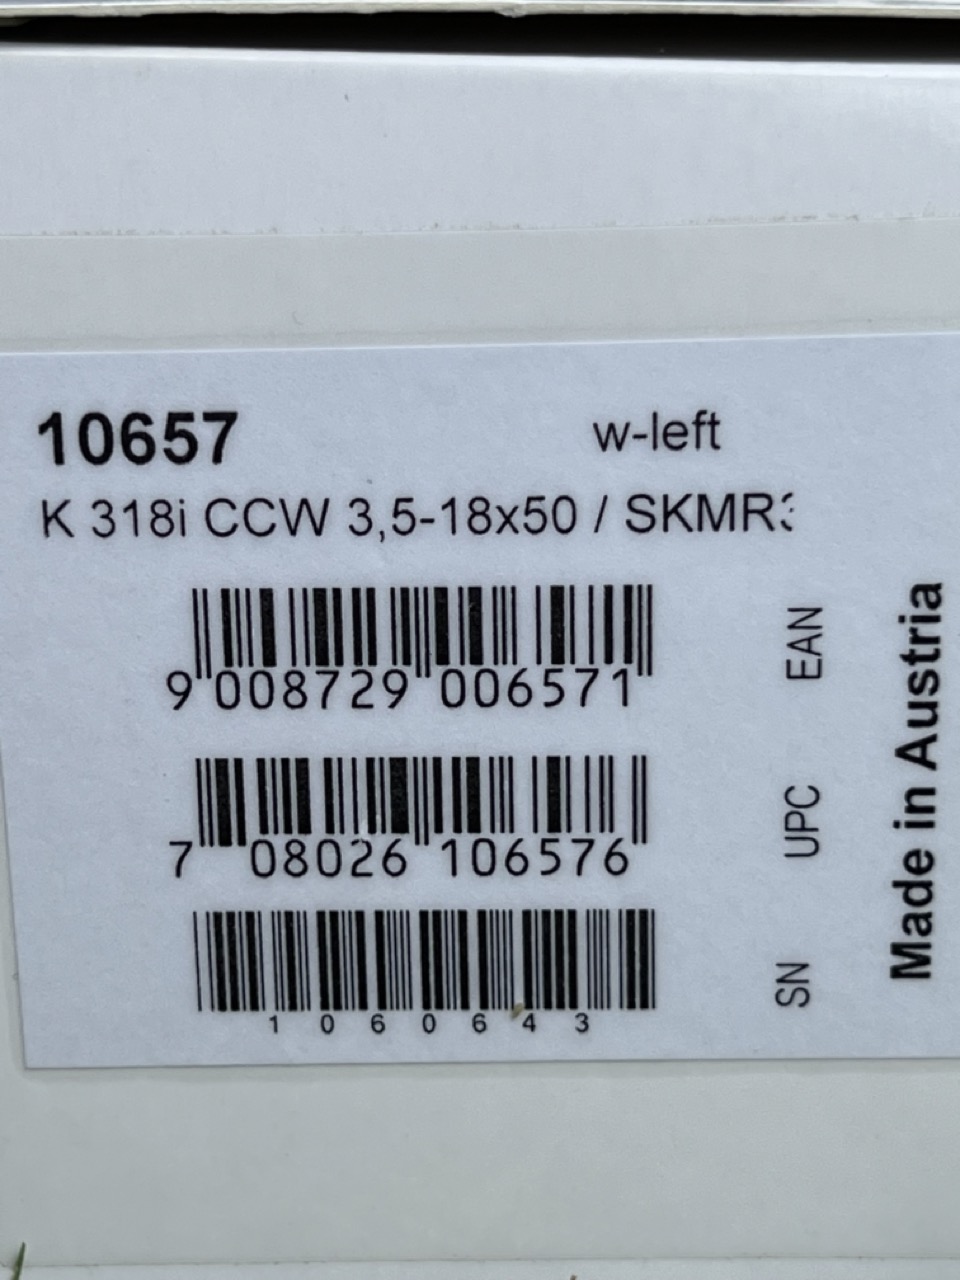 10657 w-left
K 318i CCW 3,5-18x50 / SKMR3
9 008729 006571 EAN
7 08026 106576 UPC
1060643 SN
Made in Austria